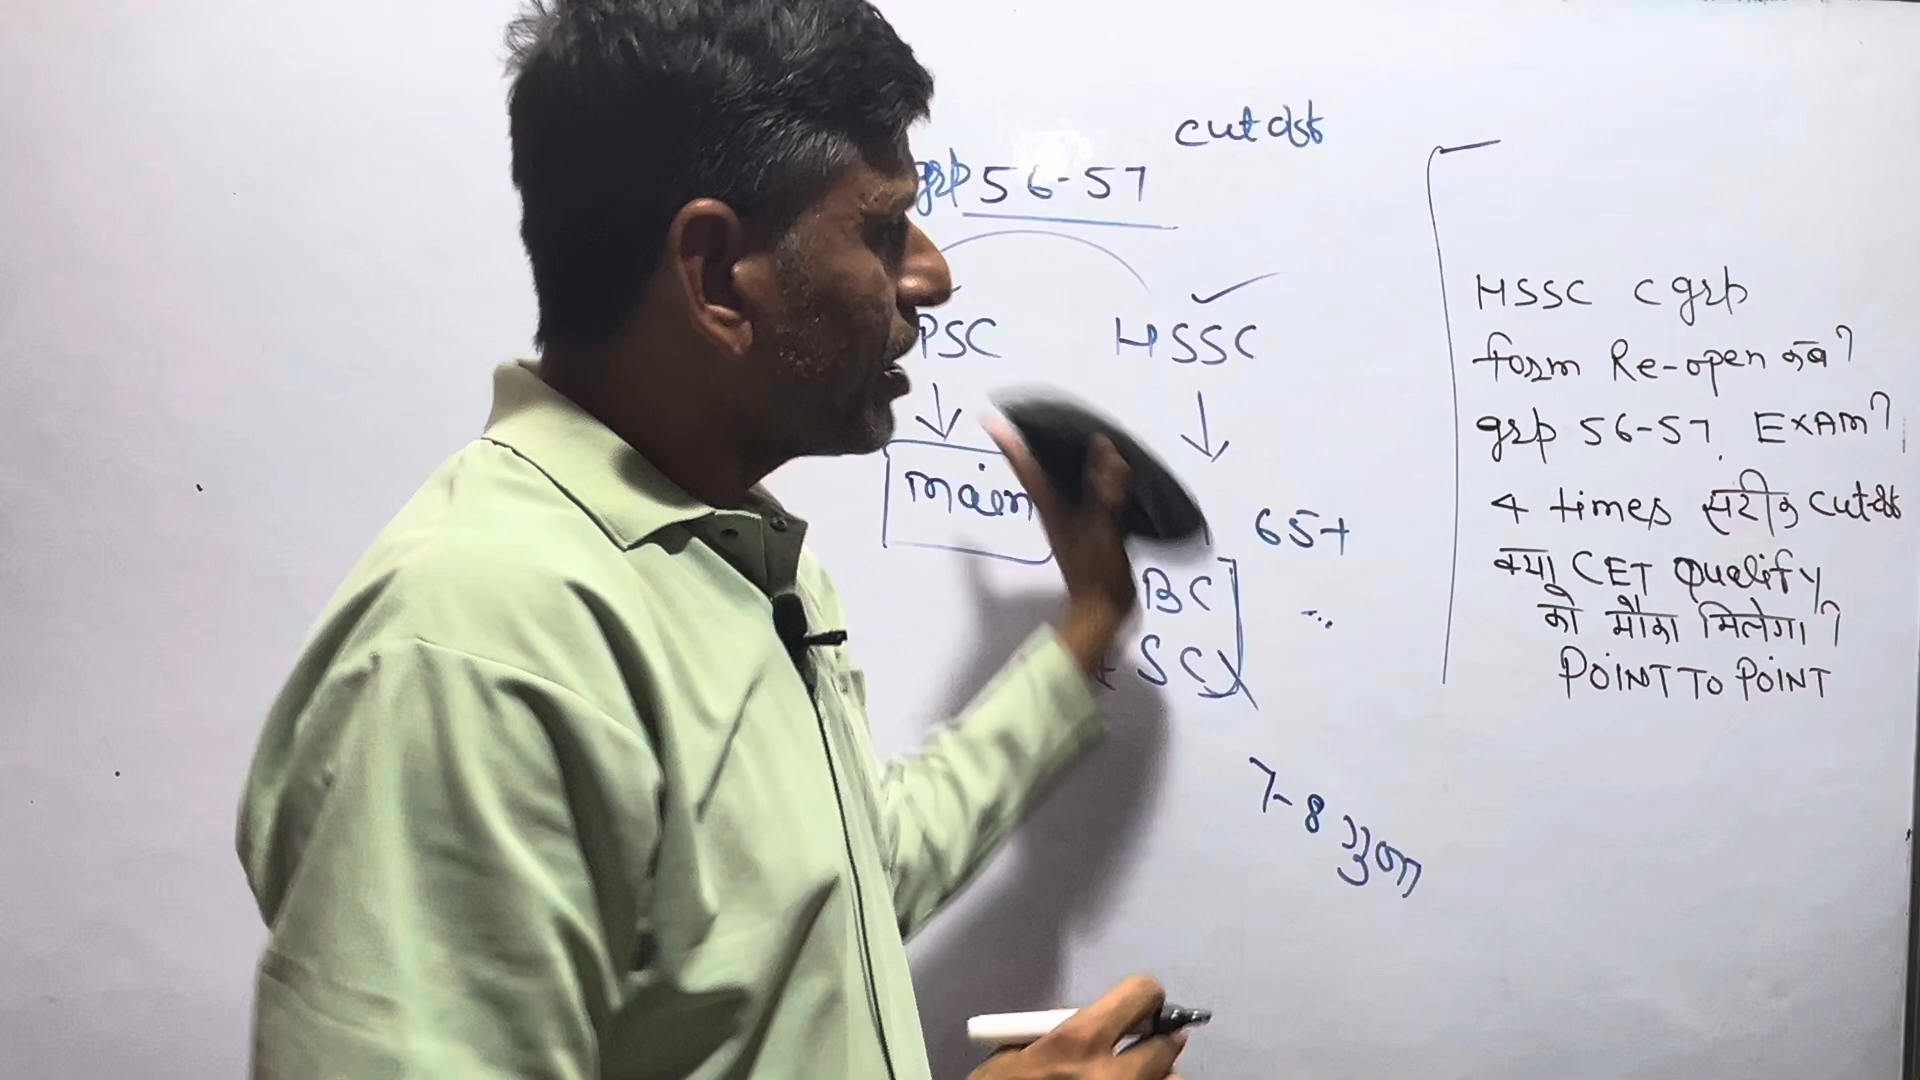 cutoff
grp 56-57
PSC HSSC
main
65+
BC
SC
7-8 गुणा
HSSC C grp
form Re-open कब?
grp 56-57 EXAM?
4 times सटीक cutoff
क्या CET Qualify
को मौका मिलेगा?
POINT TO POINT